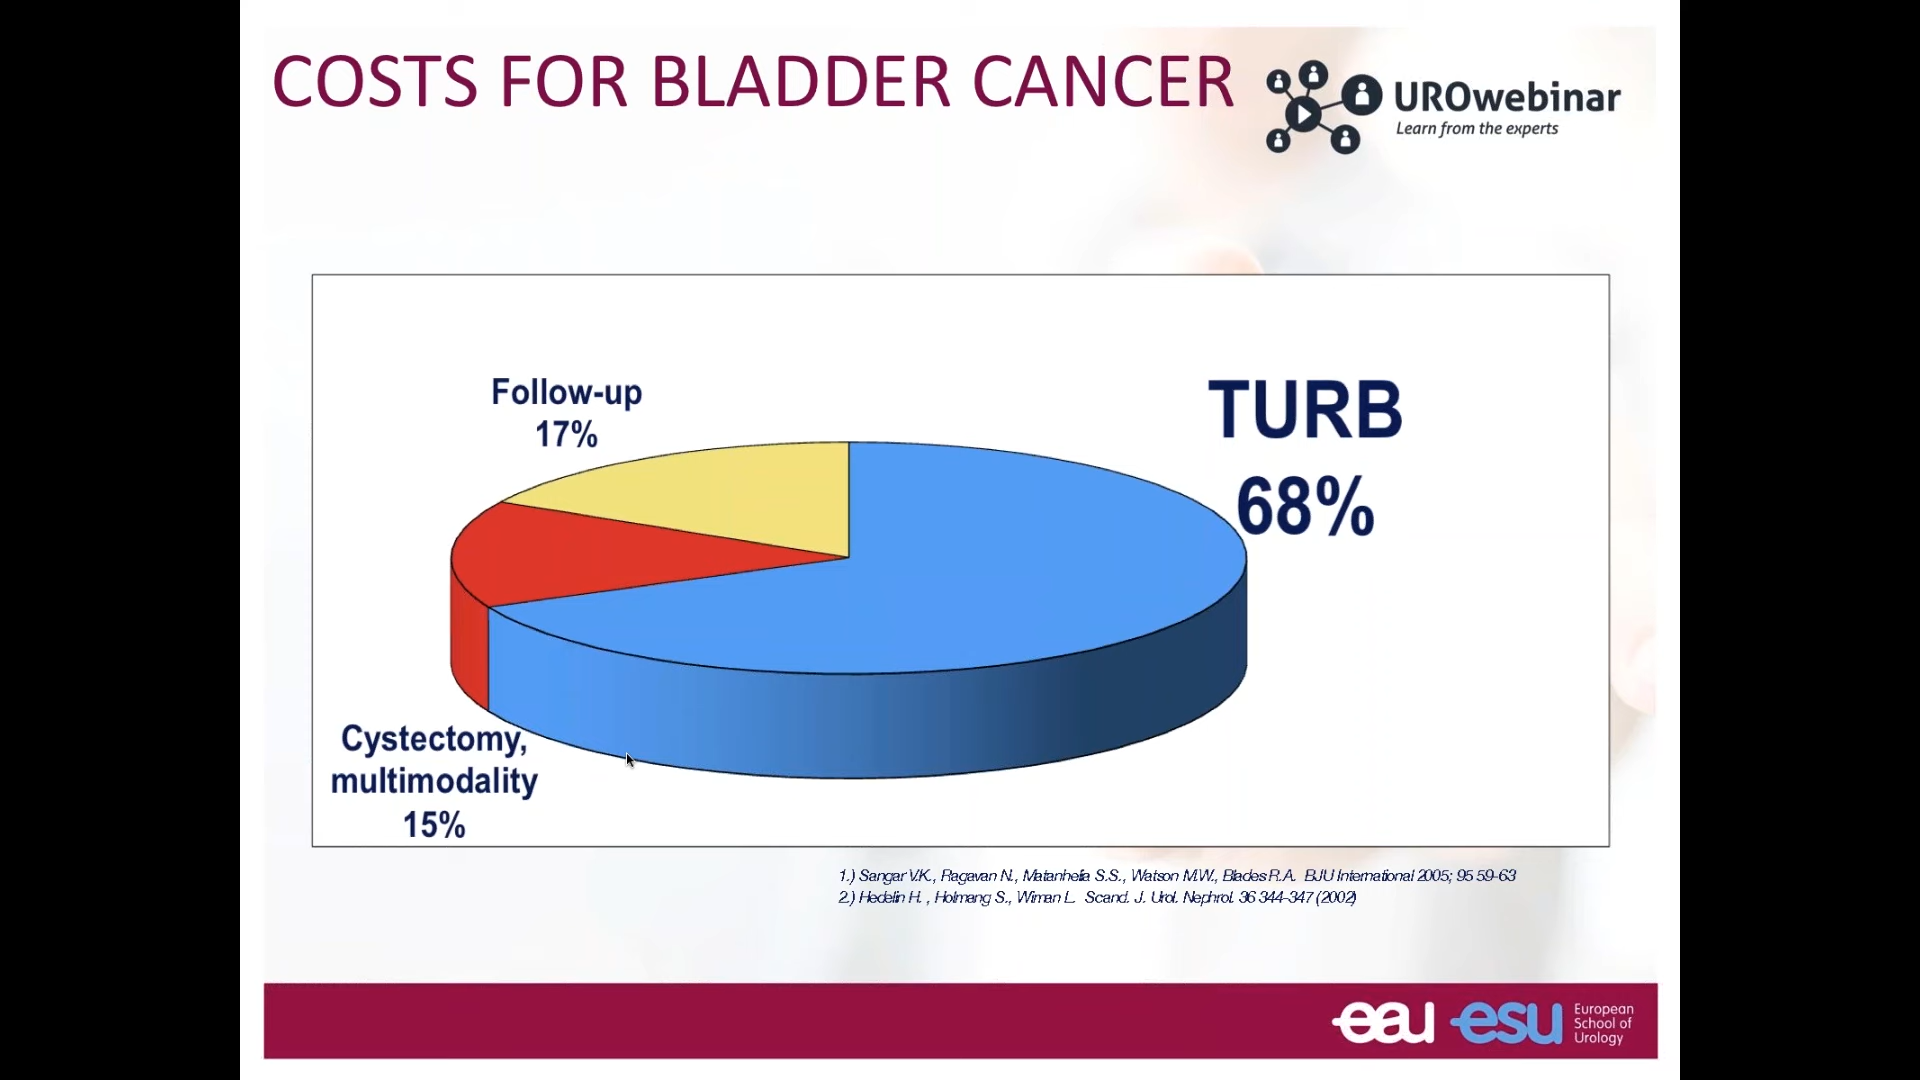 COSTS FOR BLADDER CANCER
UROwebinar
Learn from the experts
Follow-up
17%
TURB
68%
Cystectomy,
multimodality
15%
1.) Sangar V.K., Ragavan N., Matanhelia S.S., Watson M.W., Blades R.A. BJU International 2005; 95 59-63
2.) Hedelin H. , Holmang S., Wiman L. Scand. J. Urol. Nephrol. 36 344-347 (2002)
eau esu
European
School of
Urology